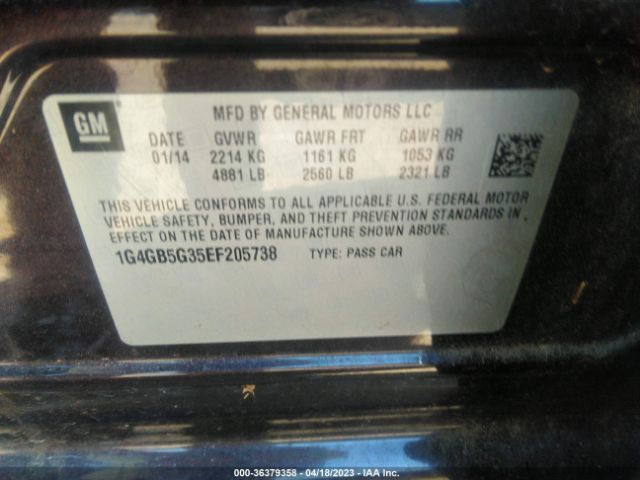 GM
MFD BY GENERAL MOTORS LLC
DATE GVWR GAWR FRT GAWR RR
01/14 2214 KG 1161 KG 1053 KG
4881 LB 2560 LB 2321 LB
THIS VEHICLE CONFORMS TO ALL APPLICABLE U.S. FEDERAL MOTOR
VEHICLE SAFETY, BUMPER, AND THEFT PREVENTION STANDARDS IN
EFFECT ON THE DATE OF MANUFACTURE SHOWN ABOVE.
1G4GB5G35EF205738 TYPE: PASS CAR
000-36379358 - 04/18/2023 - IAA Inc.